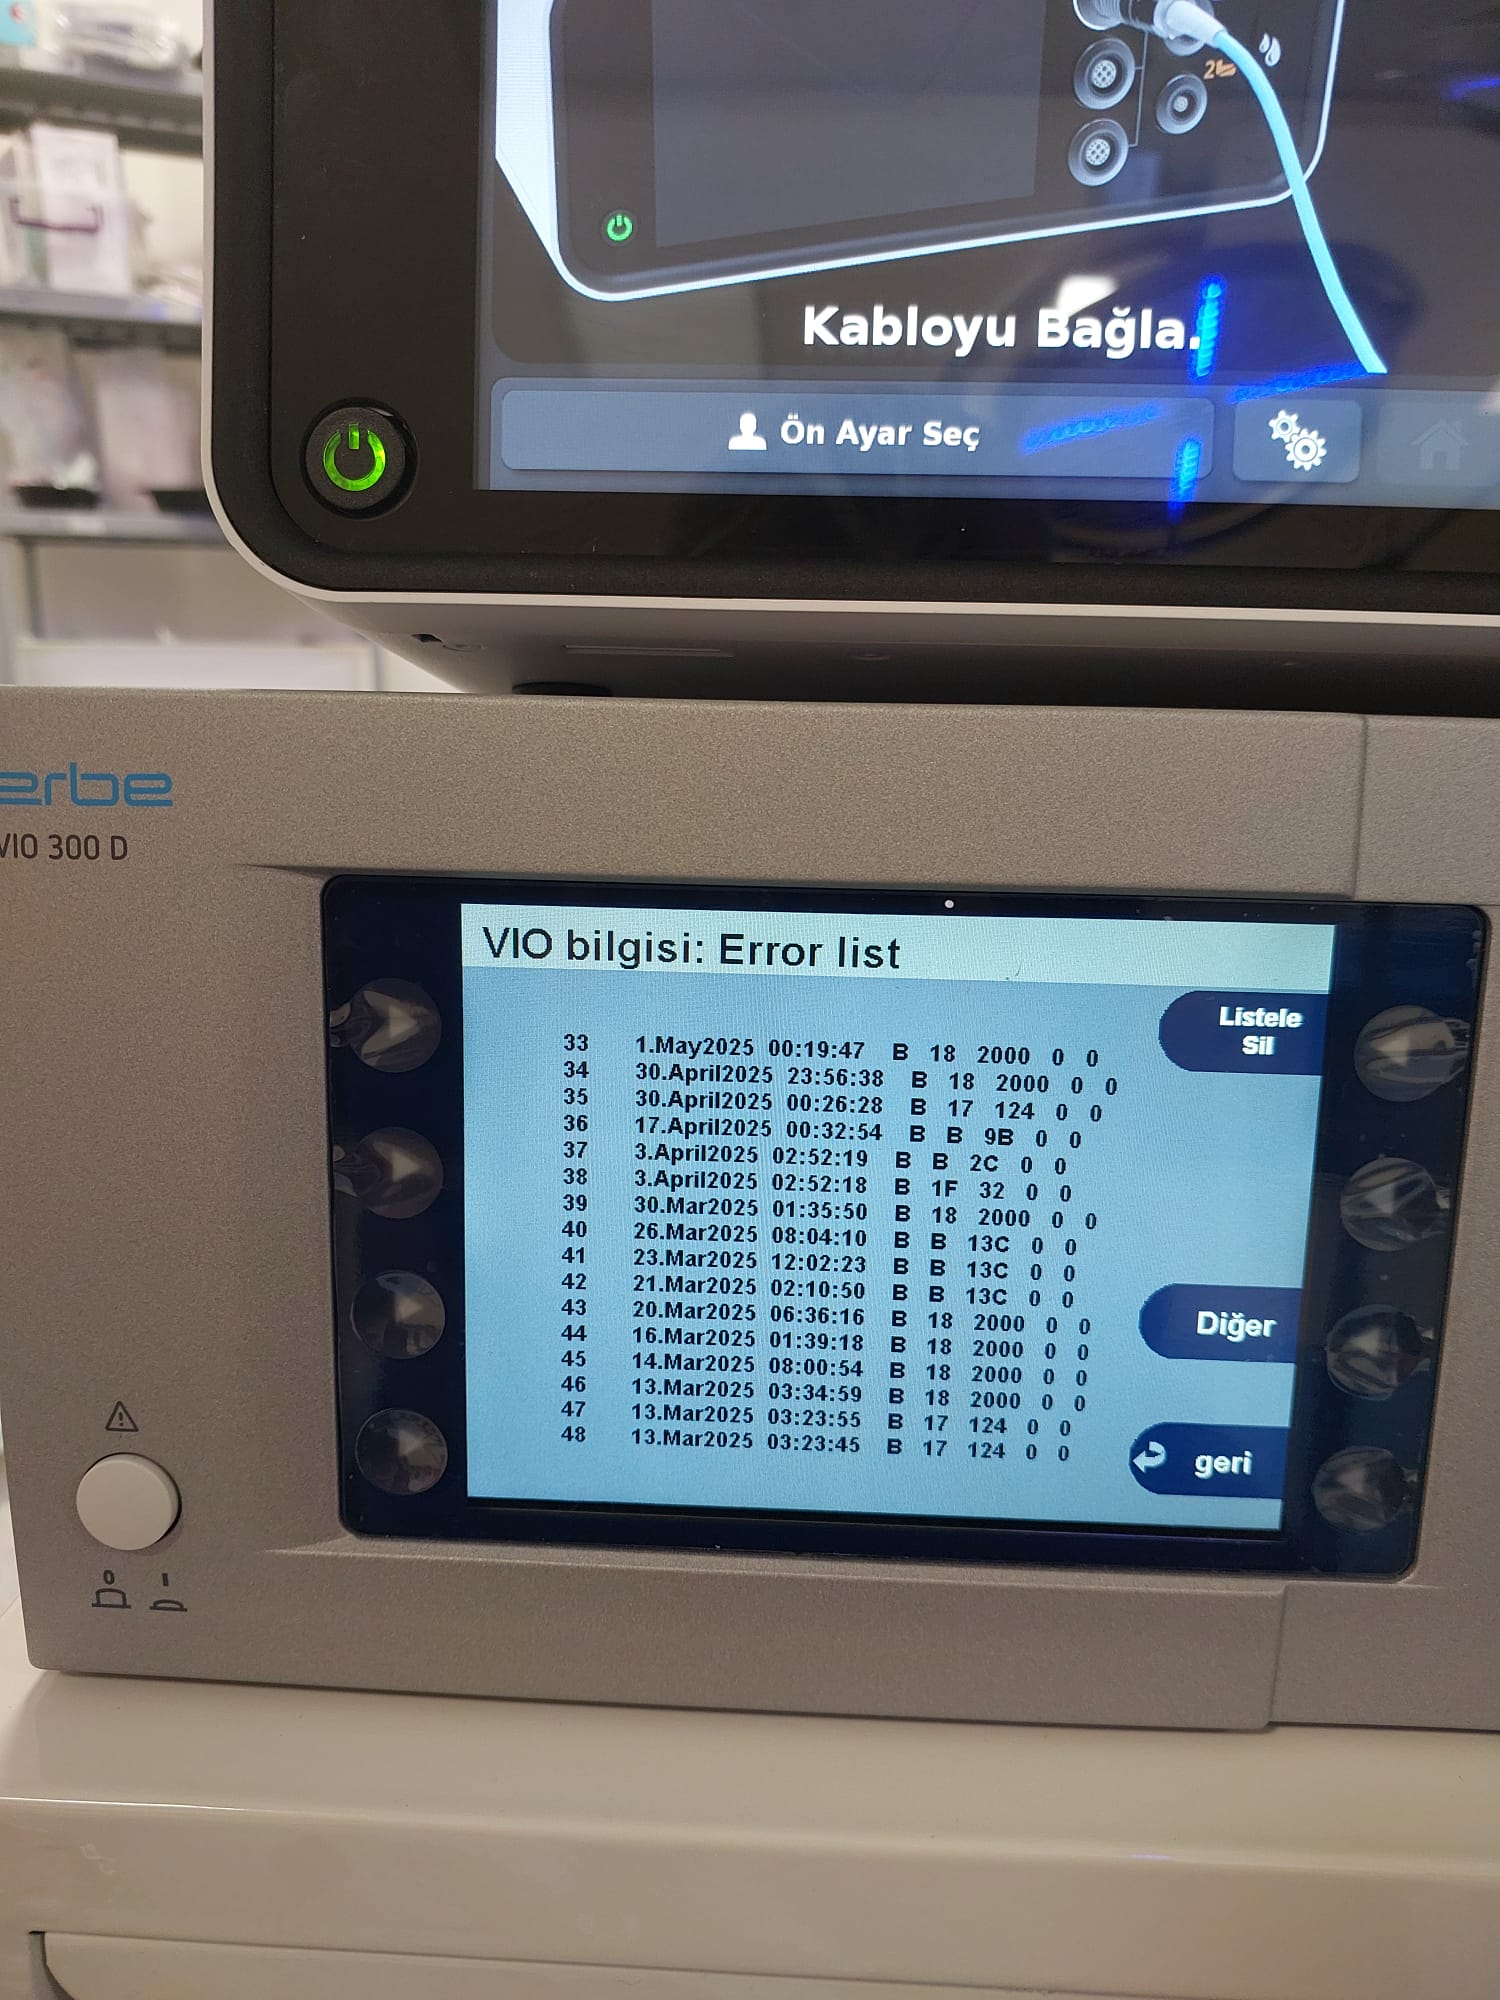 2
Kabloyu Bağla.
Ön Ayar Seç
erbe
VIO 300 D
VIO bilgisi: Error list
Listele
Sil
33 1.May2025 00:19:47 B 18 2000 0 0
34 30.April2025 23:56:38 B 18 2000 0 0
35 30.April2025 00:26:28 B 17 124 0 0
36 17.April2025 00:32:54 B B 9B 0 0
37 3.April2025 02:52:19 B B 2C 0 0
38 3.April2025 02:52:18 B 1F 32 0 0
39 30.Mar2025 01:35:50 B 18 2000 0 0
40 26.Mar2025 08:04:10 B B 13C 0 0
41 23.Mar2025 12:02:23 B B 13C 0 0
42 21.Mar2025 02:10:50 B B 13C 0 0
43 20.Mar2025 06:36:16 B 18 2000 0 0
44 16.Mar2025 01:39:18 B 18 2000 0 0
45 14.Mar2025 08:00:54 B 18 2000 0 0
46 13.Mar2025 03:34:59 B 18 2000 0 0
47 13.Mar2025 03:23:55 B 17 124 0 0
48 13.Mar2025 03:23:45 B 17 124 0 0
Diğer
geri